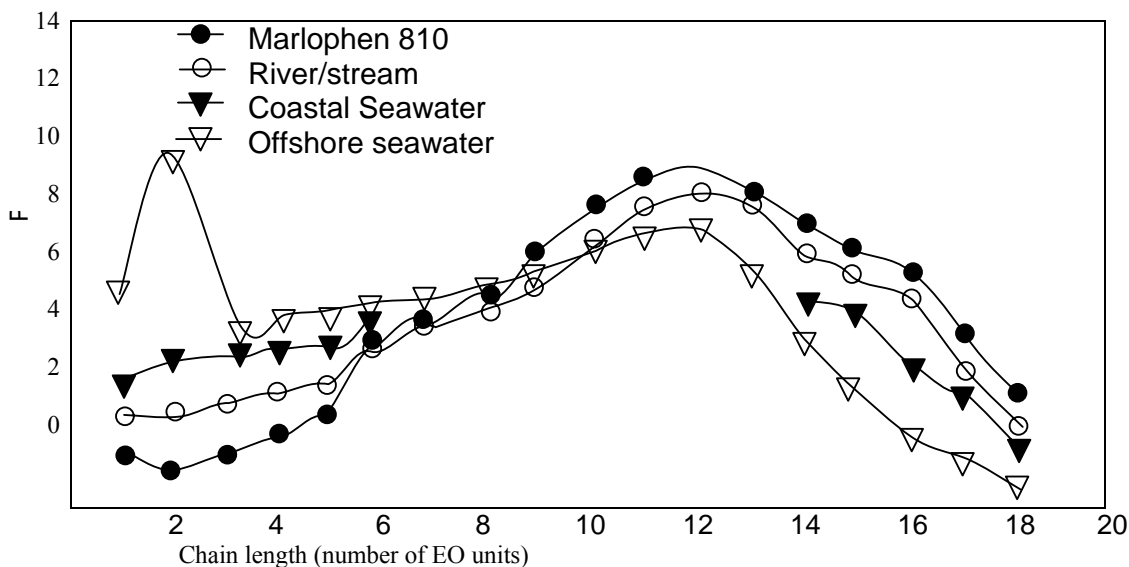 14
12
10
8
6
4
2
0
F
Marlophen 810
River/stream
Coastal Seawater
Offshore seawater
2 4 6 8 10 12 14 16 18 20
Chain length (number of EO units)